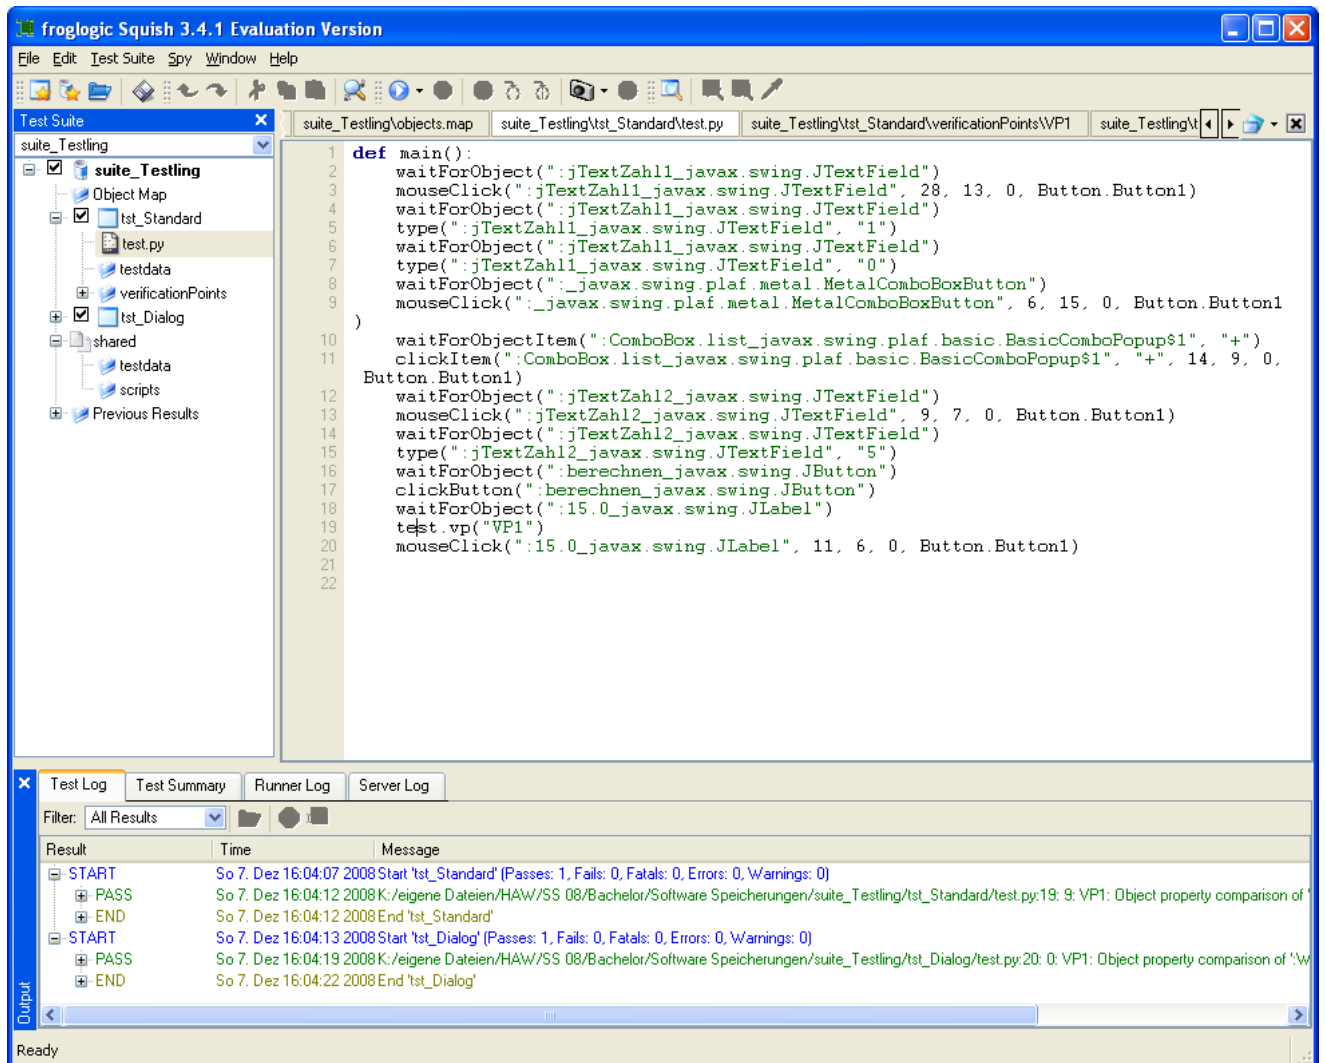 froglogic Squish 3.4.1 Evaluation Version
File Edit Test Suite Spy Window Help
Test Suite
suite_Testling\objects.map suite_Testling\tst_Standard\test.py suite_Testling\tst_Standard\verificationPoints\VP1 suite_Testling\t
suite_Testling
suite_Testling
Object Map
tst_Standard
test.py
testdata
verificationPoints
tst_Dialog
shared
testdata
scripts
Previous Results
1 def main():
2 waitForObject(":jTextZahl1_javax.swing.JTextField")
3 mouseClick(":jTextZahl1_javax.swing.JTextField", 28, 13, 0, Button.Button1)
4 waitForObject(":jTextZahl1_javax.swing.JTextField")
5 type(":jTextZahl1_javax.swing.JTextField", "1")
6 waitForObject(":jTextZahl1_javax.swing.JTextField")
7 type(":jTextZahl1_javax.swing.JTextField", "0")
8 waitForObject(":_javax.swing.plaf.metal.MetalComboBoxButton")
9 mouseClick(":_javax.swing.plaf.metal.MetalComboBoxButton", 6, 15, 0, Button.Button1
)
10 waitForObjectItem(":ComboBox.list_javax.swing.plaf.basic.BasicComboPopup$1", "+")
11 clickItem(":ComboBox.list_javax.swing.plaf.basic.BasicComboPopup$1", "+", 14, 9, 0,
Button.Button1)
12 waitForObject(":jTextZahl2_javax.swing.JTextField")
13 mouseClick(":jTextZahl2_javax.swing.JTextField", 9, 7, 0, Button.Button1)
14 waitForObject(":jTextZahl2_javax.swing.JTextField")
15 type(":jTextZahl2_javax.swing.JTextField", "5")
16 waitForObject(":berechnen_javax.swing.JButton")
17 clickButton(":berechnen_javax.swing.JButton")
18 waitForObject(":15.0_javax.swing.JLabel")
19 test.vp("VP1")
20 mouseClick(":15.0_javax.swing.JLabel", 11, 6, 0, Button.Button1)
21
22
Test Log Test Summary Runner Log Server Log
Filter: All Results
Result Time Message
START So 7. Dez 16:04:07 2008 Start 'tst_Standard' (Passes: 1, Fails: 0, Fatals: 0, Errors: 0, Warnings: 0)
PASS So 7. Dez 16:04:12 2008 K:/eigene Dateien/HAW/SS 08/Bachelor/Software Speicherungen/suite_Testling/tst_Standard/test.py:19: 9: VP1: Object property comparison of '
END So 7. Dez 16:04:12 2008 End 'tst_Standard'
START So 7. Dez 16:04:13 2008 Start 'tst_Dialog' (Passes: 1, Fails: 0, Fatals: 0, Errors: 0, Warnings: 0)
PASS So 7. Dez 16:04:19 2008 K:/eigene Dateien/HAW/SS 08/Bachelor/Software Speicherungen/suite_Testling/tst_Dialog/test.py:20: 0: VP1: Object property comparison of ':W
END So 7. Dez 16:04:22 2008 End 'tst_Dialog'
Output
Ready